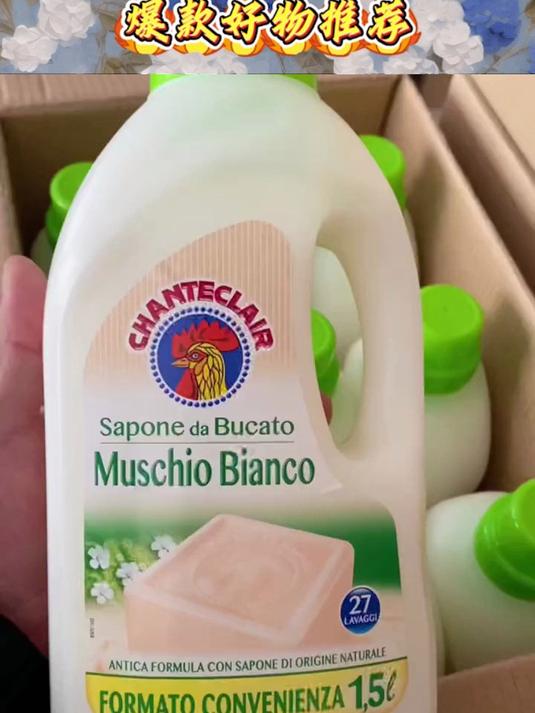 爆款好物推荐
CHANTECLAIR
Sapone da Bucato
Muschio Bianco
27
LAVAGGI
ANTICA FORMULA CON SAPONE DI ORIGINE NATURALE
FORMATO CONVENIENZA 1,5ℓ